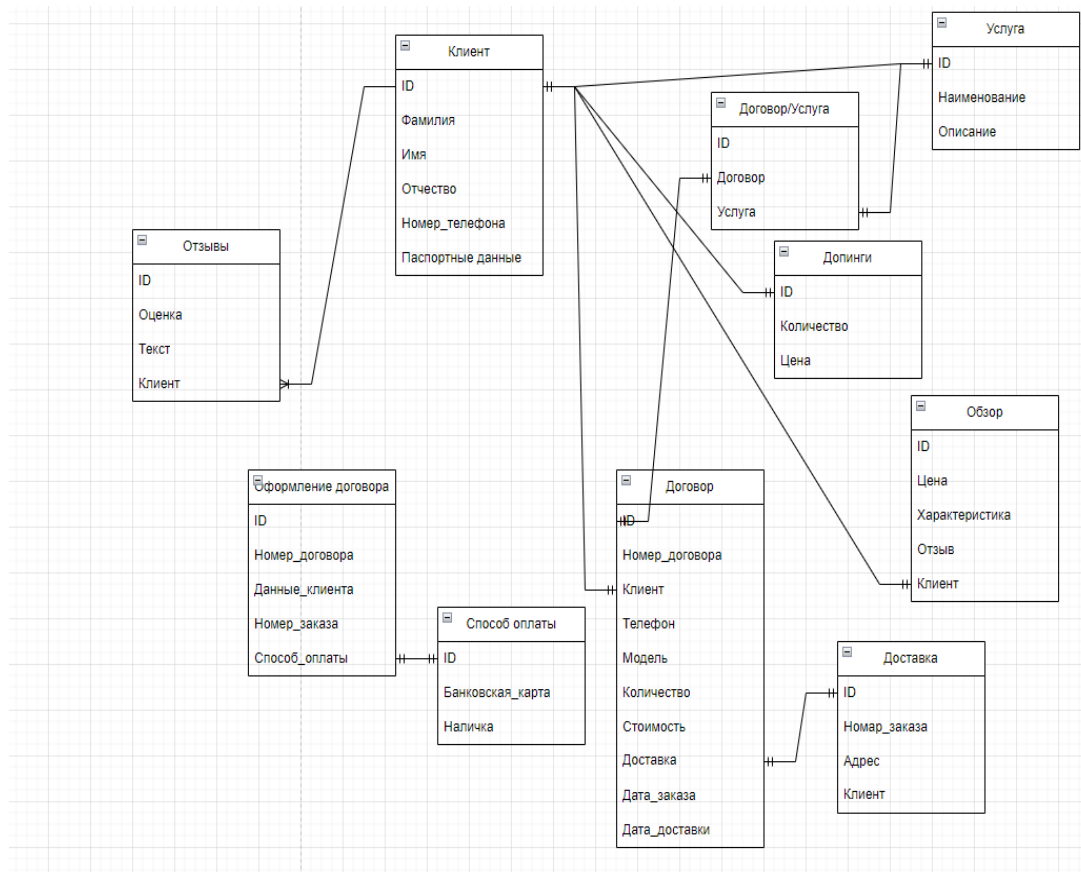 Клиент
ID
Фамилия
Имя
Отчество
Номер_телефона
Паспортные данные
Услуга
ID
Наименование
Описание
Договор/Услуга
ID
Договор
Услуга
Отзывы
ID
Оценка
Текст
Клиент
Допинги
ID
Количество
Цена
Обзор
ID
Цена
Характеристика
Отзыв
Клиент
Оформление договора
ID
Номер_договора
Данные_клиента
Номер_заказа
Способ_оплаты
Способ оплаты
ID
Банковская_карта
Наличка
Договор
ID
Номер_договора
Клиент
Телефон
Модель
Количество
Стоимость
Доставка
Дата_заказа
Дата_доставки
Доставка
ID
Номар_заказа
Адрес
Клиент